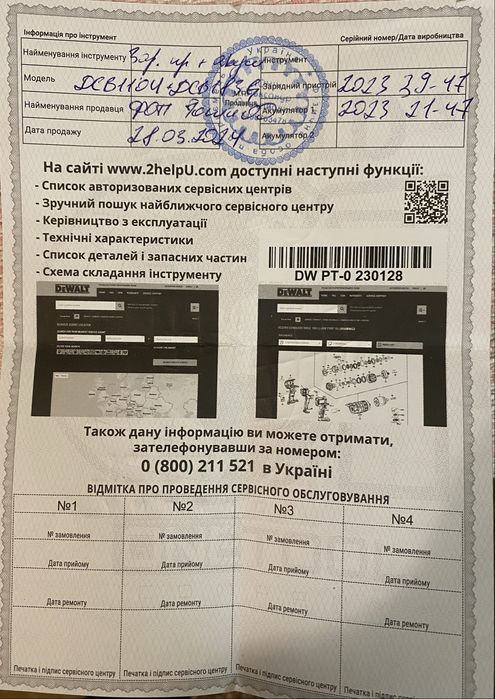 Інформація про інструмент
Серійний номер/Дата виробництва
Найменування інструменту Зар. пр + акум
Інструмент
Модель DCB1104 DCB
Зарядний пристрій 2023 39-47
Найменування продавця ФОП
Акумулятор 1 2023 21-47
Дата продажу 28.03.2024
Акумулятор 2
На сайті www.2helpU.com доступні наступні функції:
- Список авторизованих сервісних центрів
- Зручний пошук найближчого сервісного центру
- Керівництво з експлуатації
- Технічні характеристики
- Список деталей і запасних частин
- Схема складання інструменту
DW PT-0 230128
DEWALT
DEWALT
Також дану інформацію ви можете отримати,
зателефонувавши за номером:
0 (800) 211 521 в Україні
ВІДМІТКА ПРО ПРОВЕДЕННЯ СЕРВІСНОГО ОБСЛУГОВУВАННЯ
№1 №2 №3 №4
№ замовлення № замовлення № замовлення № замовлення
Дата прийому Дата прийому Дата прийому Дата прийому
Дата ремонту Дата ремонту Дата ремонту Дата ремонту
Печатка і підпис сервісного центру Печатка і підпис сервісного центру Печатка і підпис сервісного центру Печатка і підпис сервісного центру